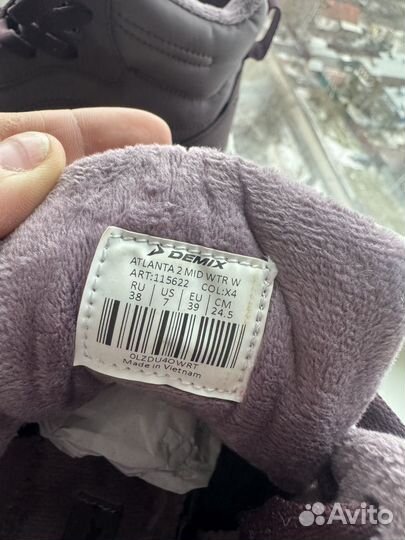 DEMIX
ATLANTA 2 MID WTR W
ART:115622 COL:X4
RU US EU CM
38 7 39 24.5
0LZDU4OWRT
Made in Vietnam
Avito